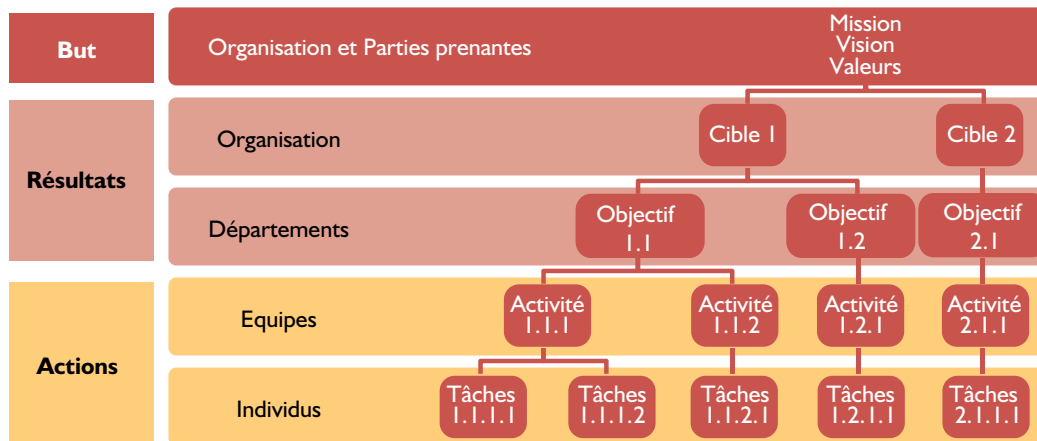 But
Organisation et Parties prenantes
Mission
Vision
Valeurs
Résultats
Organisation
Cible 1
Cible 2
Départements
Objectif
1.1
Objectif
1.2
Objectif
2.1
Actions
Equipes
Activité
1.1.1
Activité
1.1.2
Activité
1.2.1
Activité
2.1.1
Individus
Tâches
1.1.1.1
Tâches
1.1.1.2
Tâches
1.1.2.1
Tâches
1.2.1.1
Tâches
2.1.1.1